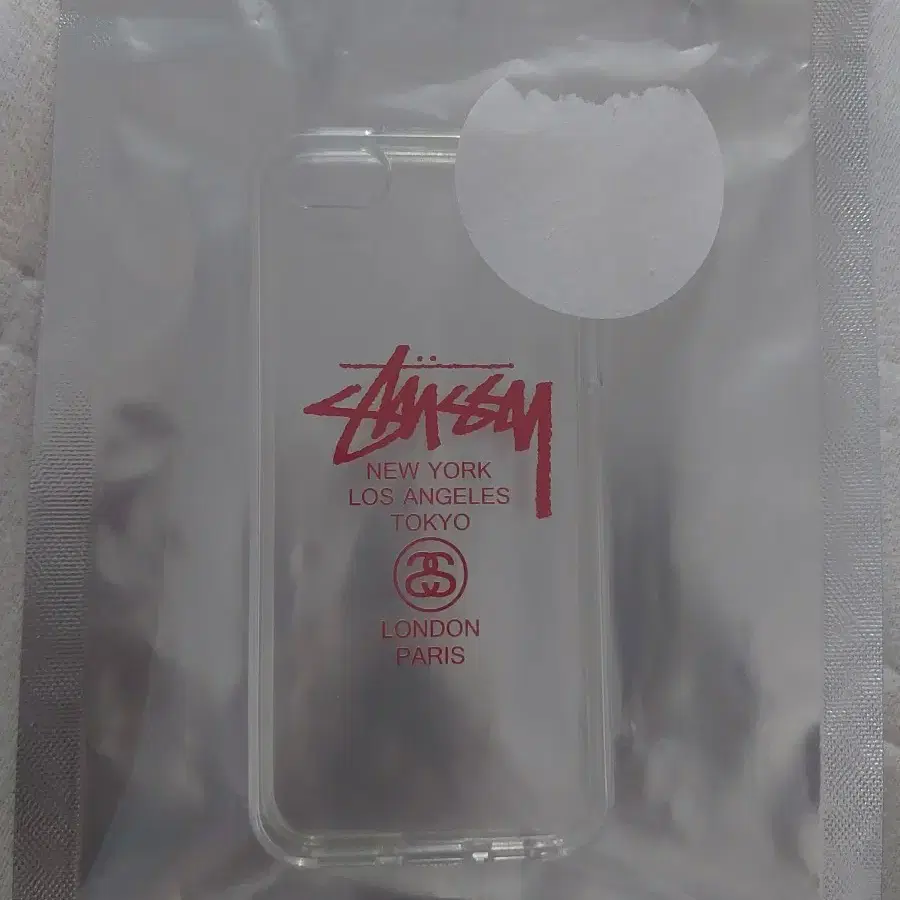 STÜSSY
NEW YORK
LOS ANGELES
TOKYO
LONDON
PARIS